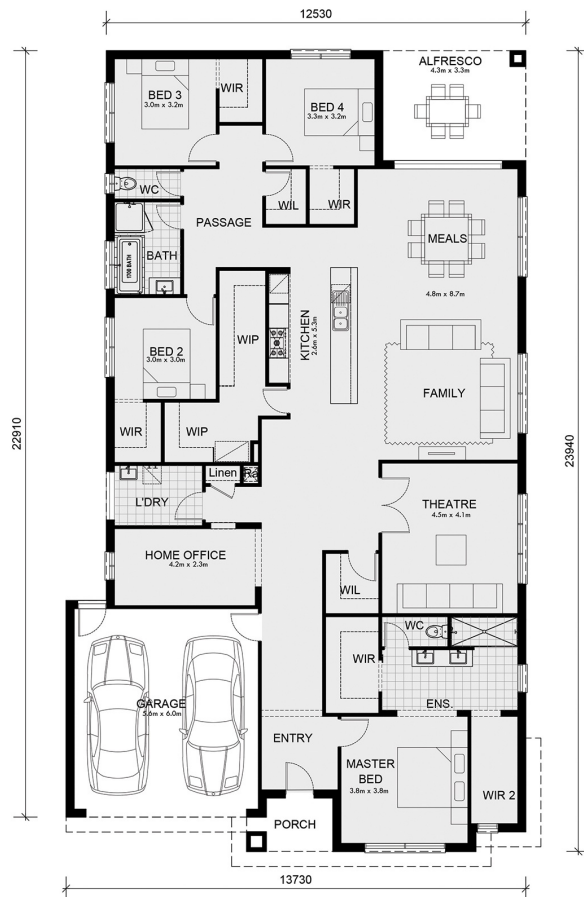 12530
ALFRESCO
4.3m x 3.3m
BED 3
3.0m x 3.2m
WIR
BED 4
3.3m x 3.2m
WC
WIL
WIR
PASSAGE
MEALS
BATH
1700 BATH
4.8m x 8.7m
KITCHEN
2.6m x 5.3m
WIP
BED 2
3.0m x 3.0m
FAMILY
WIR
WIP
22910
23940
Linen
L'DRY
THEATRE
4.5m x 4.1m
HOME OFFICE
4.2m x 2.3m
WIL
WC
WIR
GARAGE
5.6m x 6.0m
ENS.
ENTRY
MASTER
BED
3.8m x 3.8m
WIR 2
PORCH
13730